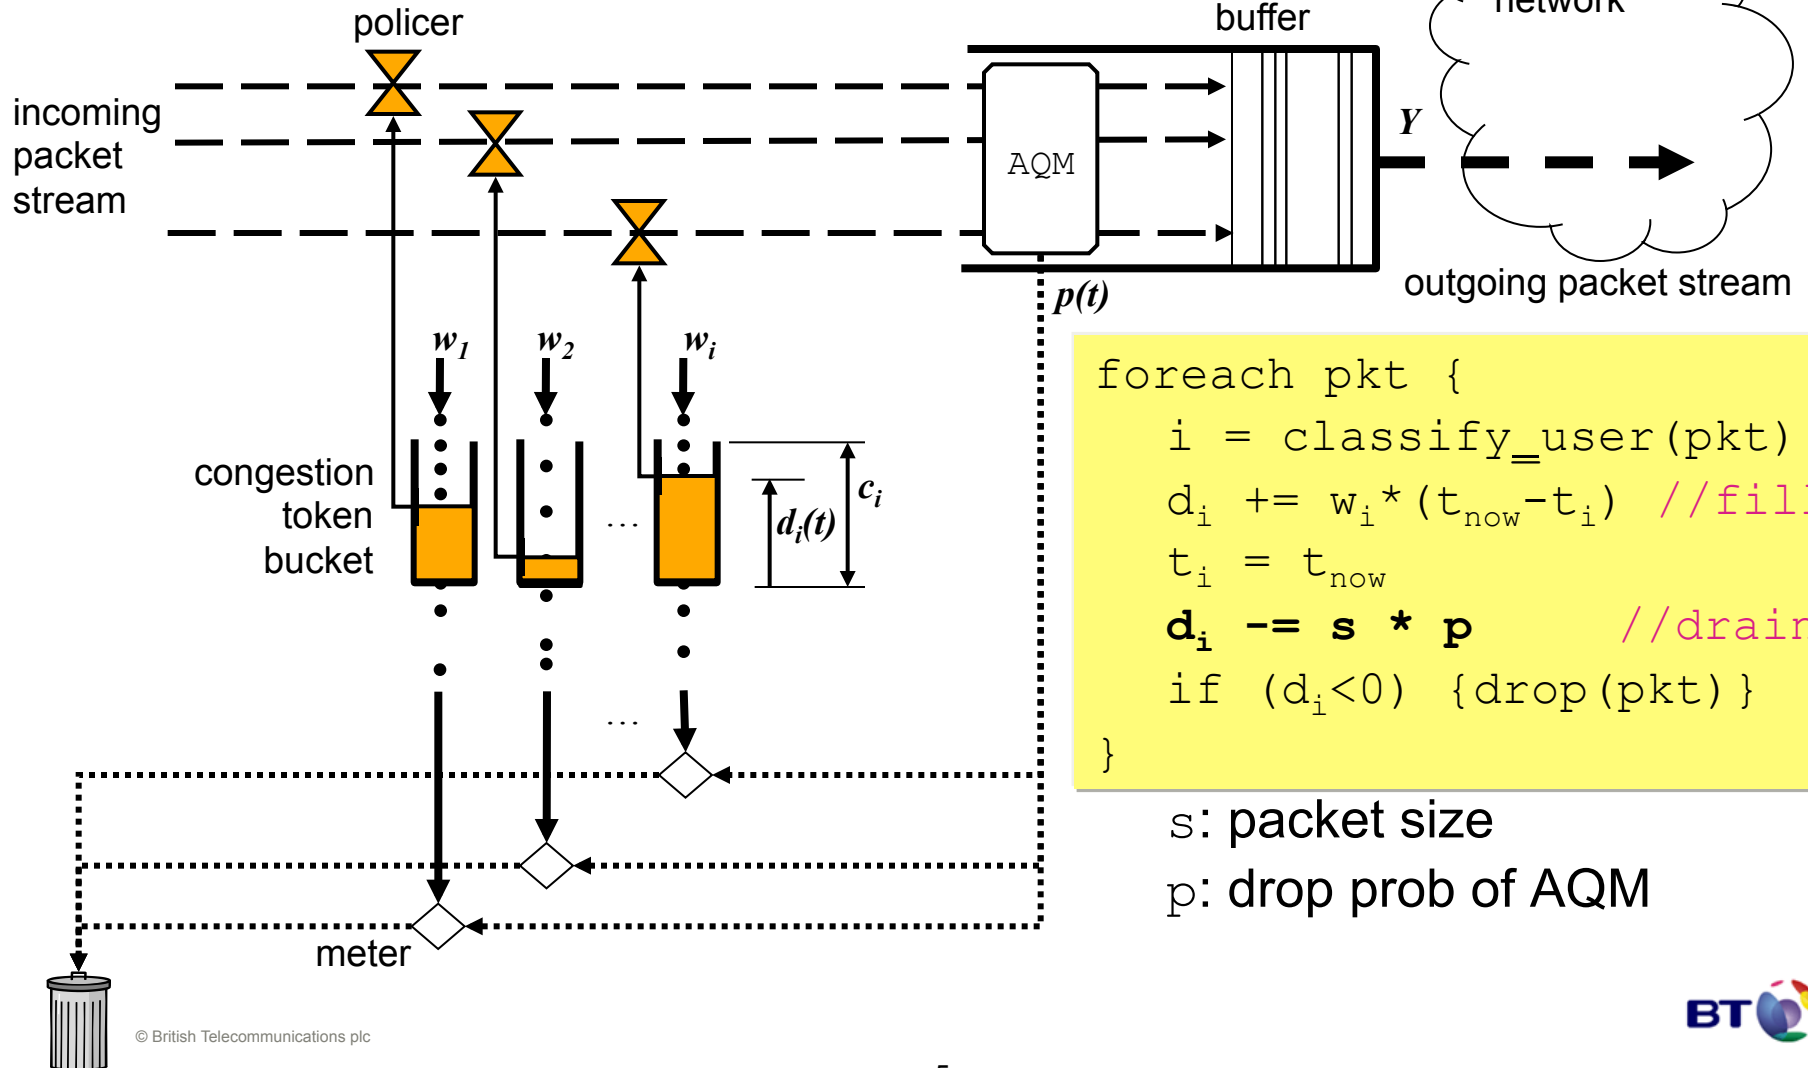 policer
buffer
network
incoming
packet
stream
AQM
Y
outgoing packet stream
p(t)
w1
w2
wi
congestion
token
bucket
...
di(t)
ci
...
meter
foreach pkt {
i = classify_user(pkt)
di += wi*(tnow-ti) //fill
ti = tnow
di -= s * p //drain
if (di<0) {drop(pkt)}
}
s: packet size
p: drop prob of AQM
© British Telecommunications plc
BT